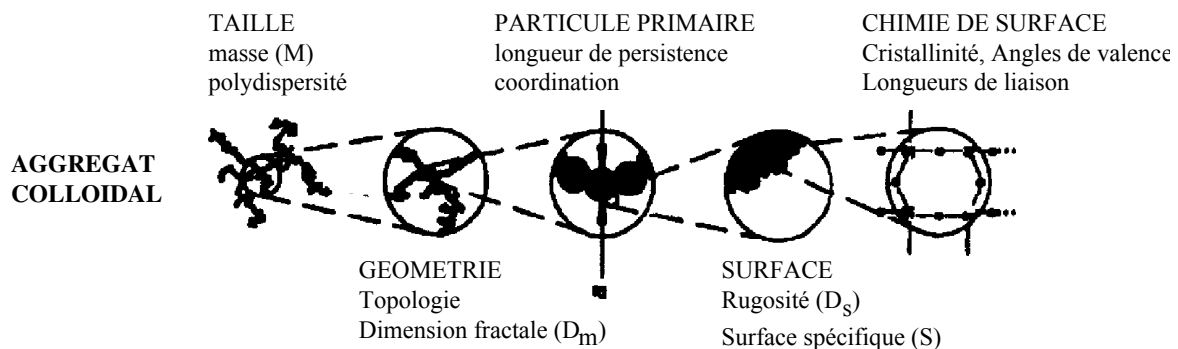 TAILLE
masse (M)
polydispersité
PARTICULE PRIMAIRE
longueur de persistence
coordination
CHIMIE DE SURFACE
Cristallinité, Angles de valence
Longueurs de liaison
AGGREGAT
COLLOIDAL
GEOMETRIE
Topologie
Dimension fractale (Dm)
SURFACE
Rugosité (Ds)
Surface spécifique (S)